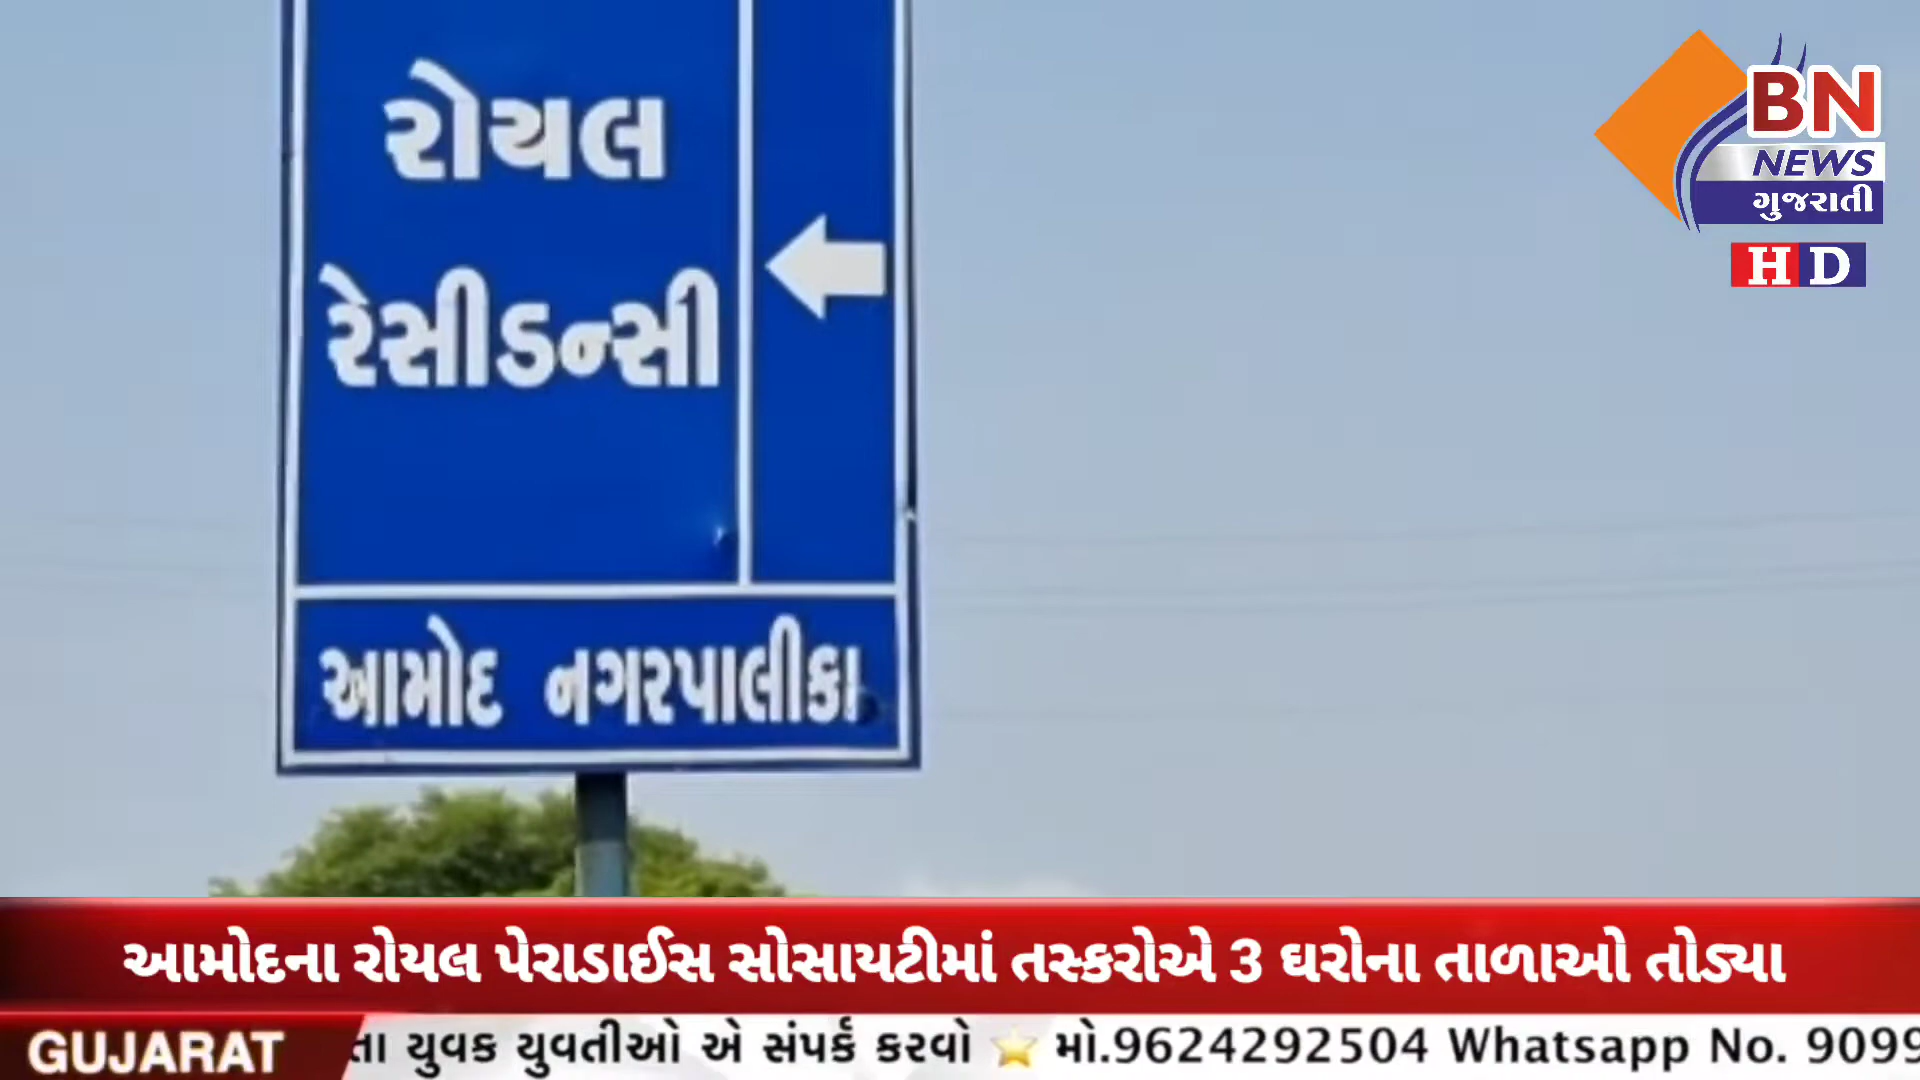 રોયલ
રેસીડન્સી
આમોદ નગરપાલીકા
BN
NEWS
ગુજરાતી
HD
આમોદના રોયલ પેરાડાઈસ સોસાયટીમાં તસ્કરોએ 3 ઘરોના તાળાઓ તોડ્યા
GUJARAT
યુવક યુવતીઓ એ સંપર્ક કરવો ⭐ મો.9624292504 Whatsapp No. 9099